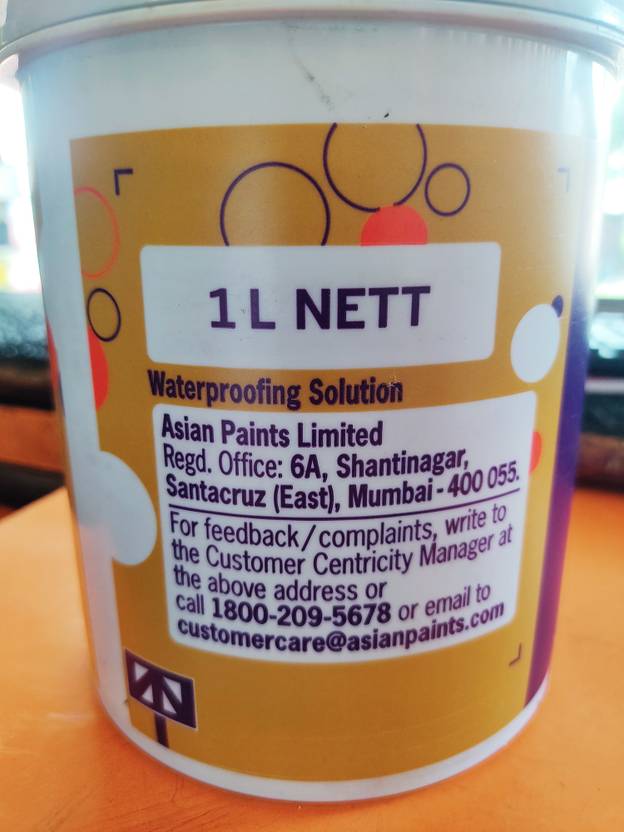 1 L NETT
Waterproofing Solution
Asian Paints Limited
Regd. Office: 6A, Shantinagar,
Santacruz (East), Mumbai - 400 055.
For feedback/complaints, write to
the Customer Centricity Manager at
the above address or
call 1800-209-5678 or email to
customercare@asianpaints.com